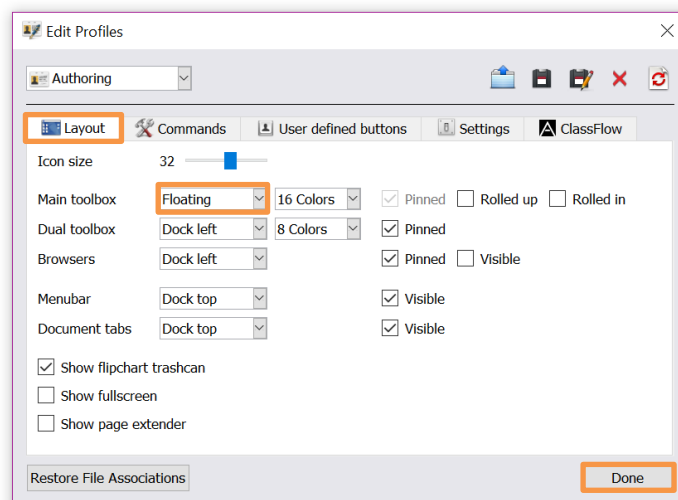 Edit Profiles
Authoring
Layout Commands User defined buttons Settings ClassFlow
Icon size 32
Main toolbox Floating 16 Colors Pinned Rolled up Rolled in
Dual toolbox Dock left 8 Colors Pinned
Browsers Dock left Pinned Visible
Menubar Dock top Visible
Document tabs Dock top Visible
Show flipchart trashcan
Show fullscreen
Show page extender
Restore File Associations Done